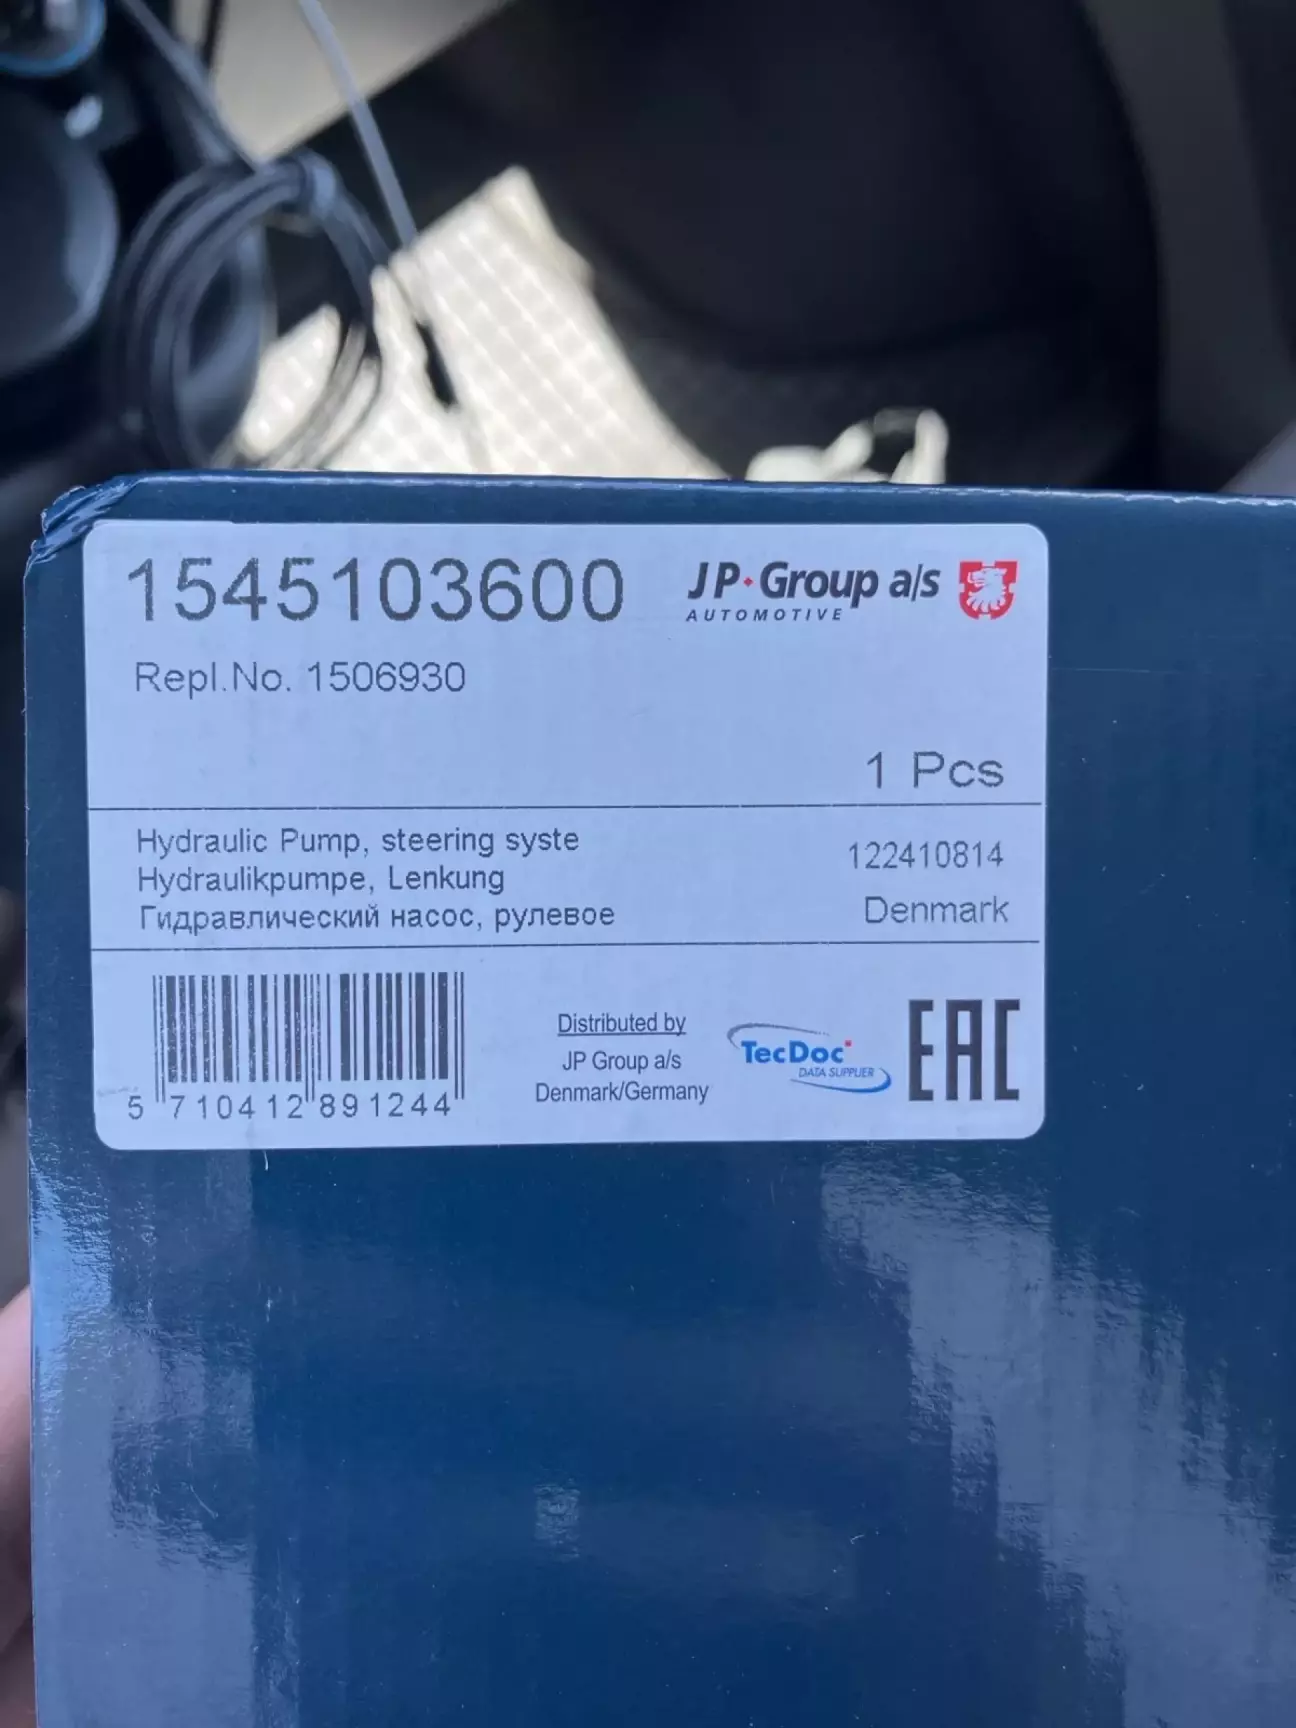 1545103600
JP Group a/s
AUTOMOTIVE
Repl.No. 1506930
1 Pcs
Hydraulic Pump, steering syste
Hydraulikpumpe, Lenkung
Гидравлический насос, рулевое
122410814
Denmark
5 710412 891244
Distributed by
JP Group a/s
Denmark/Germany
TecDoc
DATA SUPPLIER
EAC